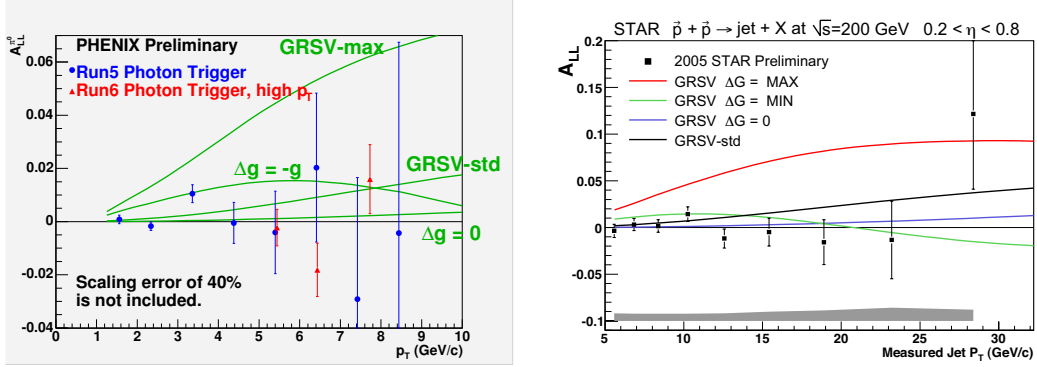 A_LL^π⁰
PHENIX Preliminary
Run5 Photon Trigger
Run6 Photon Trigger, high p_T
GRSV-max
GRSV-std
Δg = -g
Δg = 0
Scaling error of 40%
is not included.
0.06
0.04
0.02
0
-0.02
-0.04
0 1 2 3 4 5 6 7 8 9 10
p_T (GeV/c)
STAR p⃗ + p⃗ → jet + X at √s=200 GeV 0.2 < η < 0.8
A_LL
2005 STAR Preliminary
GRSV ΔG = MAX
GRSV ΔG = MIN
GRSV ΔG = 0
GRSV-std
0.2
0.15
0.1
0.05
0
-0.05
-0.1
5 10 15 20 25 30
Measured Jet P_T (GeV/c)